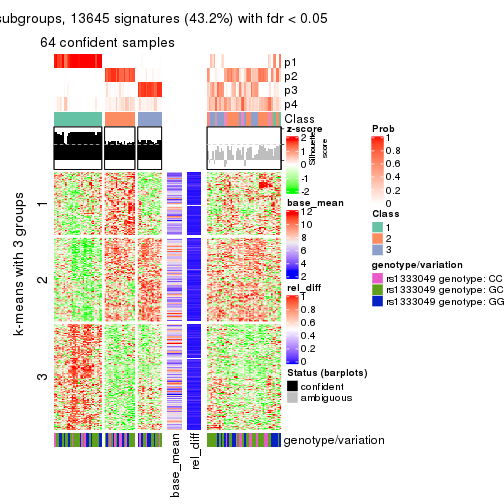 subgroups, 13645 signatures (43.2%) with fdr < 0.05
64 confident samples
p1
p2
p3
p4
Class
Silhouette score
k-means with 3 groups
1
2
3
base_mean
rel_diff
genotype/variation
z-score
2
1
0
-1
-2
base_mean
12
10
8
6
4
2
rel_diff
1
0.8
0.6
0.4
0.2
0
Status (barplots)
confident
ambiguous
Prob
1
0.8
0.6
0.4
0.2
0
Class
1
2
3
genotype/variation
rs1333049 genotype: CC
rs1333049 genotype: GC
rs1333049 genotype: GG